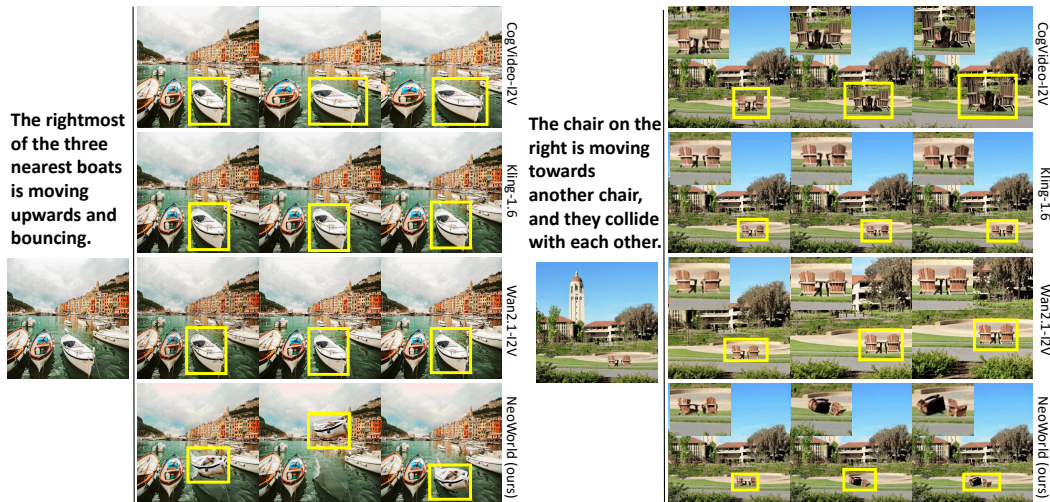 The rightmost
of the three
nearest boats
is moving
upwards and
bouncing.
CogVideo-I2V
Kling-1.6
Wan2.1-I2V
NeoWorld (ours)
The chair on the
right is moving
towards
another chair,
and they collide
with each other.
CogVideo-I2V
Kling-1.6
Wan2.1-I2V
NeoWorld (ours)